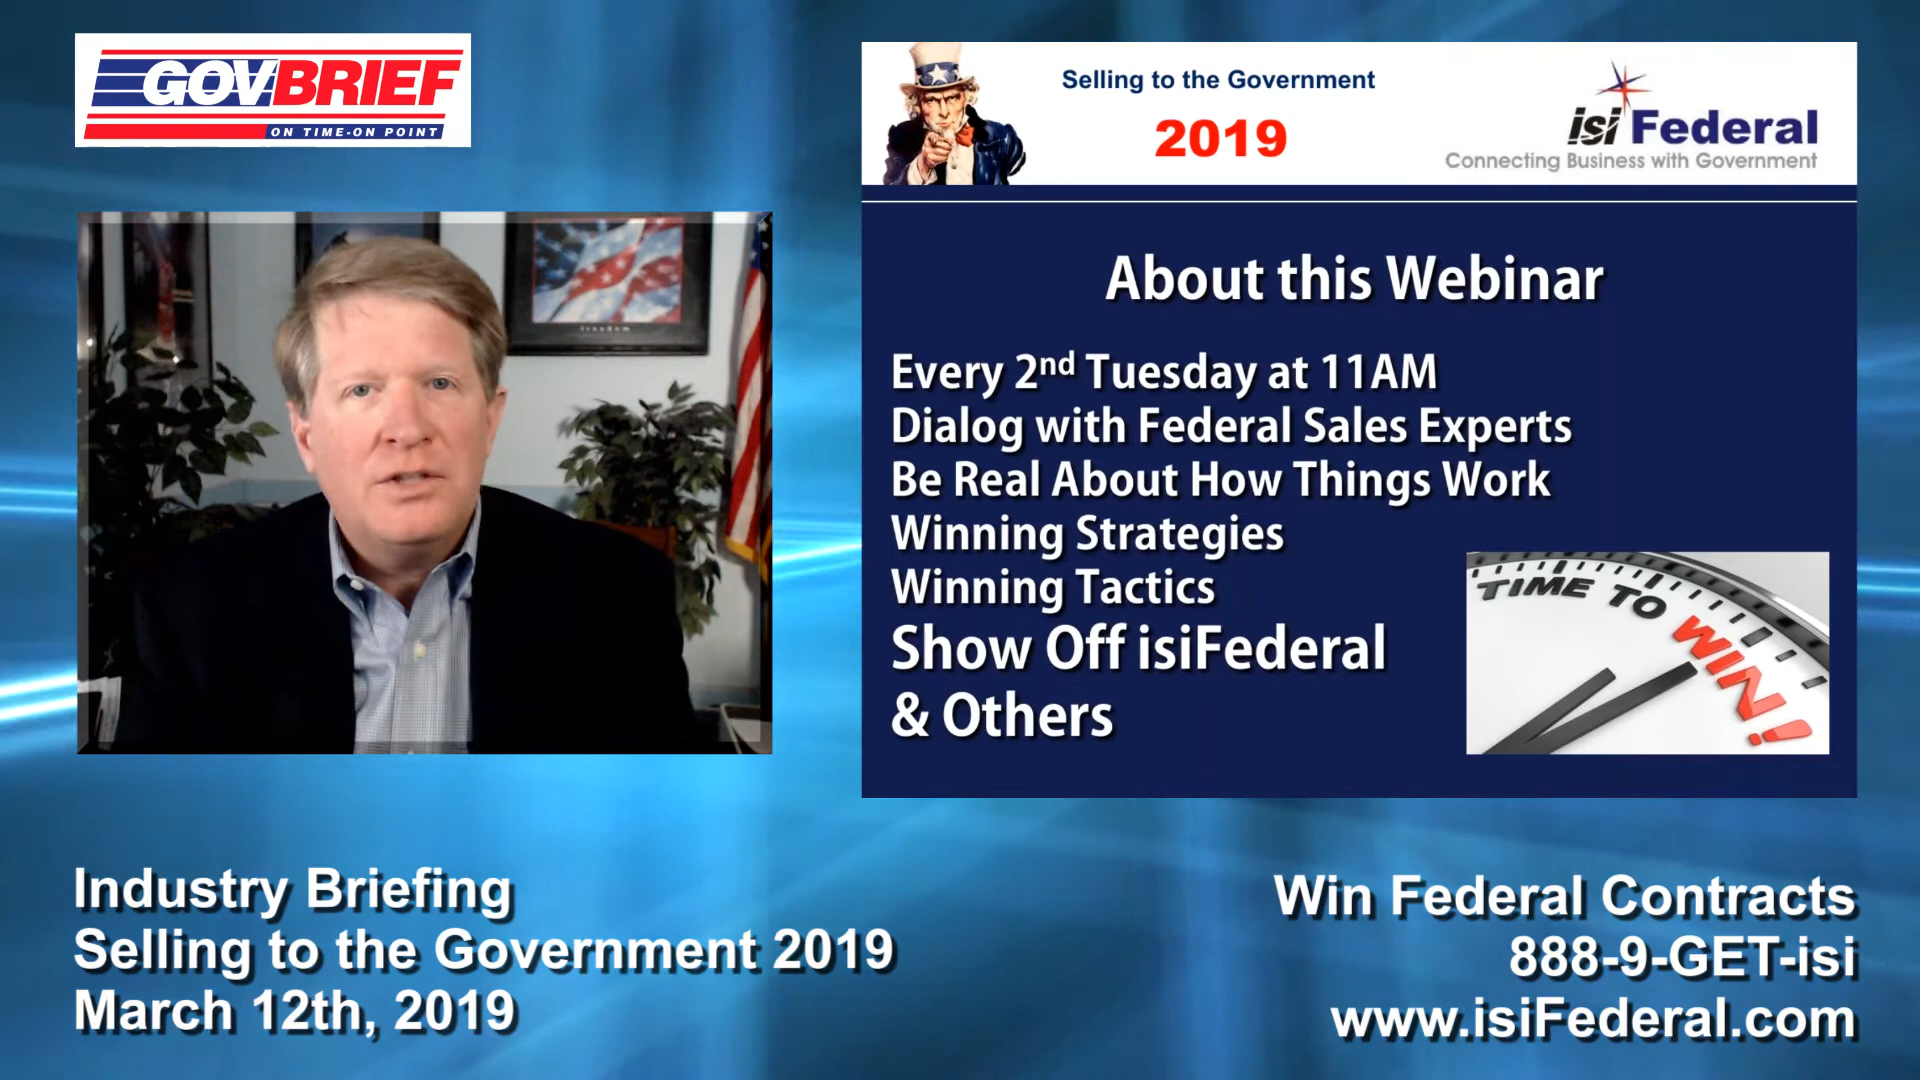 GOVBRIEF
ON TIME-ON POINT
freedom
Selling to the Government
2019
isi Federal
Connecting Business with Government
About this Webinar
Every 2nd Tuesday at 11AM
Dialog with Federal Sales Experts
Be Real About How Things Work
Winning Strategies
Winning Tactics
Show Off isiFederal
& Others
TIME TO WIN!
Industry Briefing
Selling to the Government 2019
March 12th, 2019
Win Federal Contracts
888-9-GET-isi
www.isiFederal.com